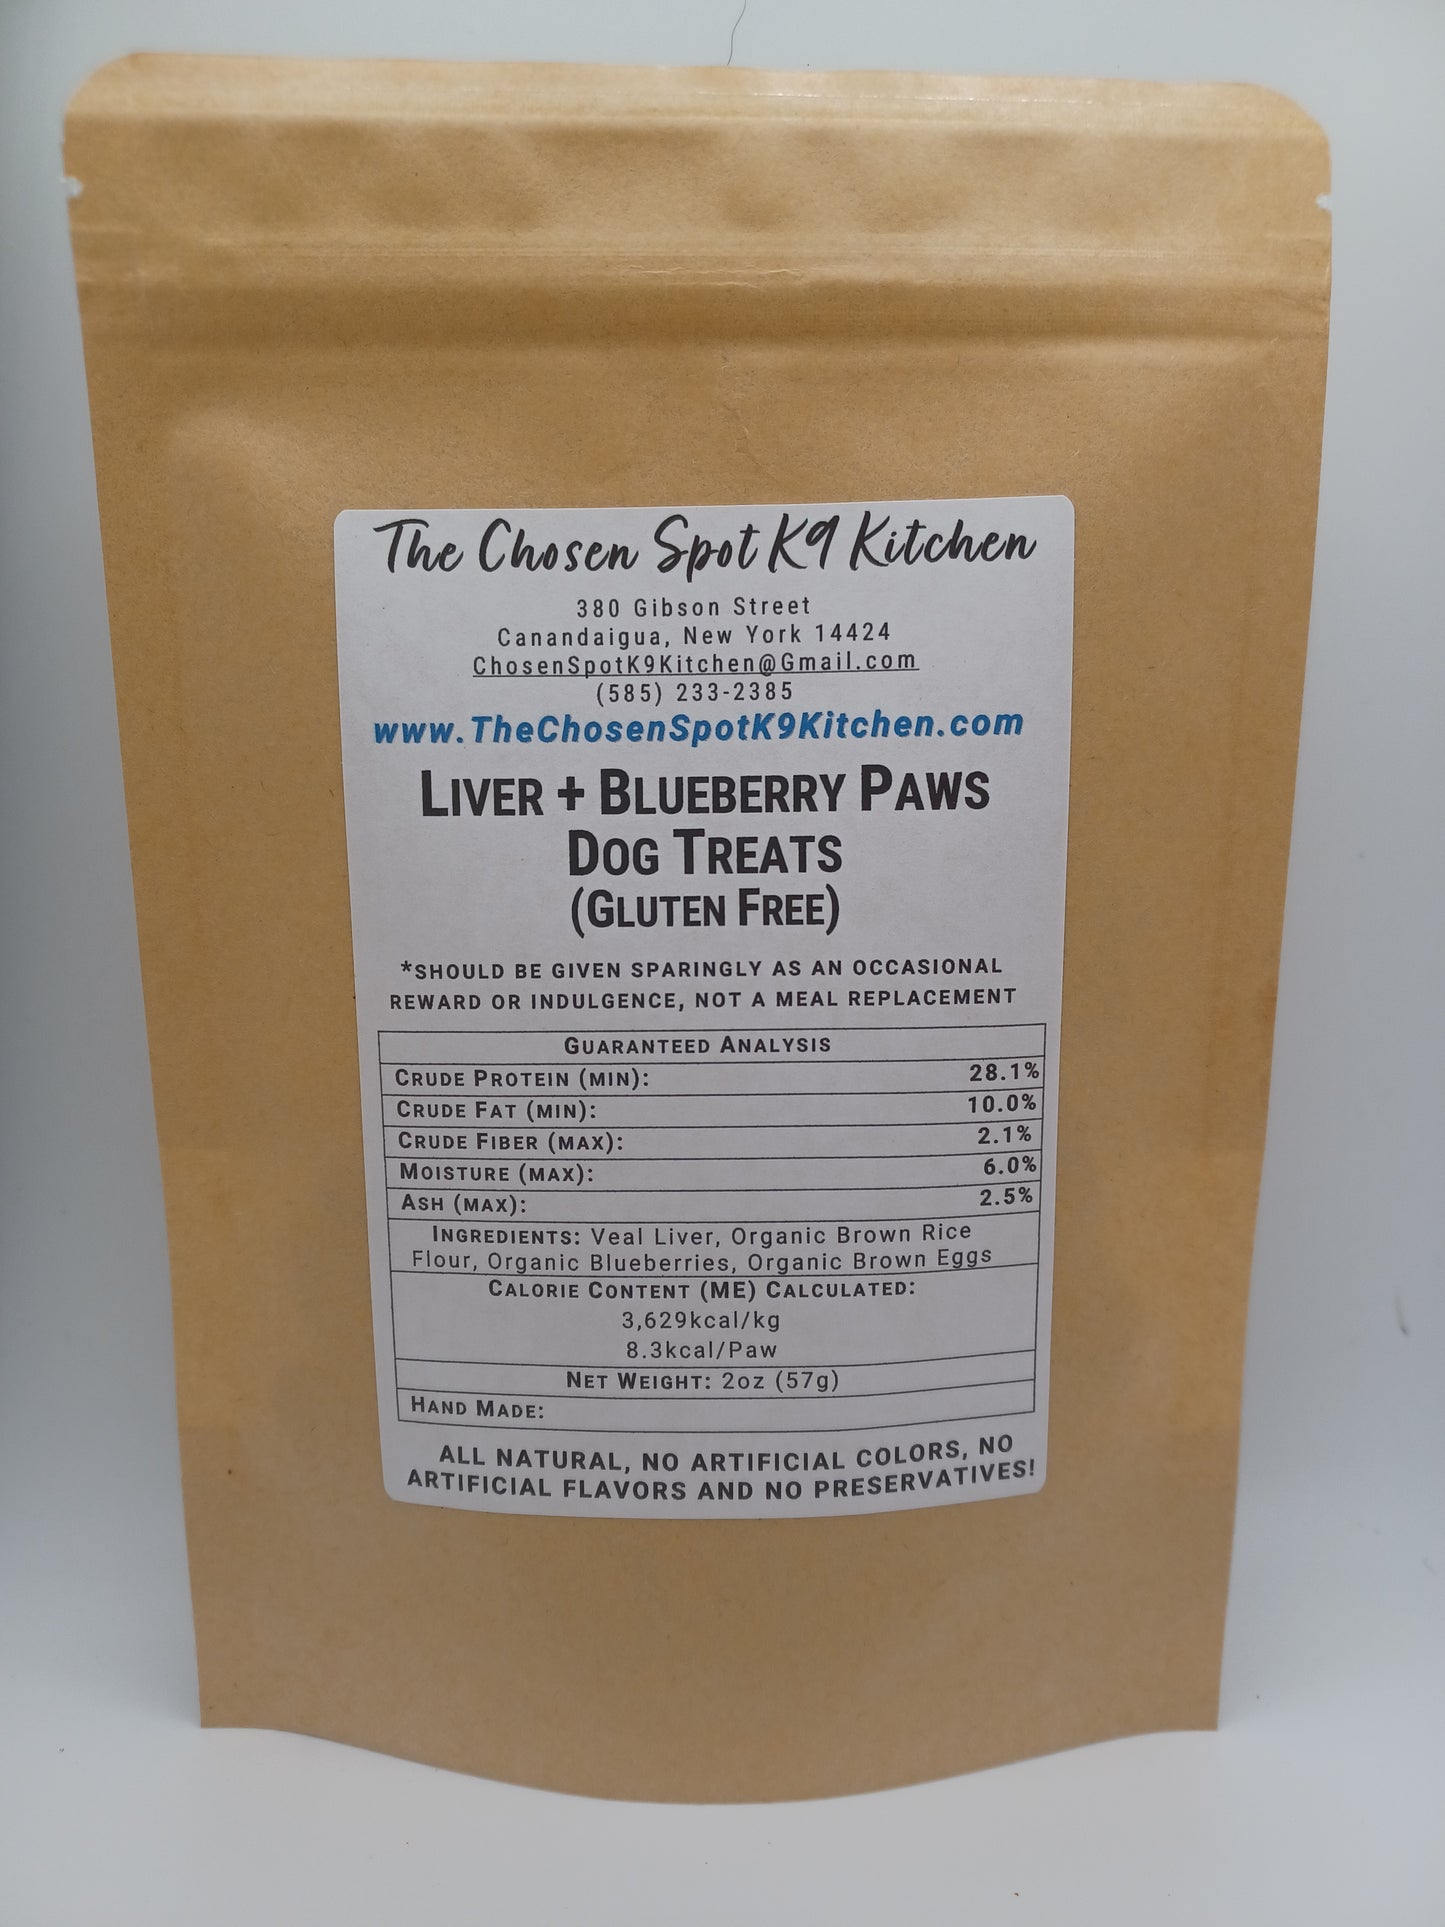 The Chosen Spot K9 Kitchen
380 Gibson Street
Canandaigua, New York 14424
ChosenSpotK9Kitchen@Gmail.com
(585) 233-2385
www.TheChosenSpotK9Kitchen.com
LIVER + BLUEBERRY PAWS
DOG TREATS
(GLUTEN FREE)
*SHOULD BE GIVEN SPARINGLY AS AN OCCASIONAL
REWARD OR INDULGENCE, NOT A MEAL REPLACEMENT
GUARANTEED ANALYSIS
CRUDE PROTEIN (MIN): 28.1%
CRUDE FAT (MIN): 10.0%
CRUDE FIBER (MAX): 2.1%
MOISTURE (MAX): 6.0%
ASH (MAX): 2.5%
INGREDIENTS: Veal Liver, Organic Brown Rice
Flour, Organic Blueberries, Organic Brown Eggs
CALORIE CONTENT (ME) CALCULATED:
3,629kcal/kg
8.3kcal/Paw
NET WEIGHT: 2oz (57g)
HAND MADE:
ALL NATURAL, NO ARTIFICIAL COLORS, NO
ARTIFICIAL FLAVORS AND NO PRESERVATIVES!